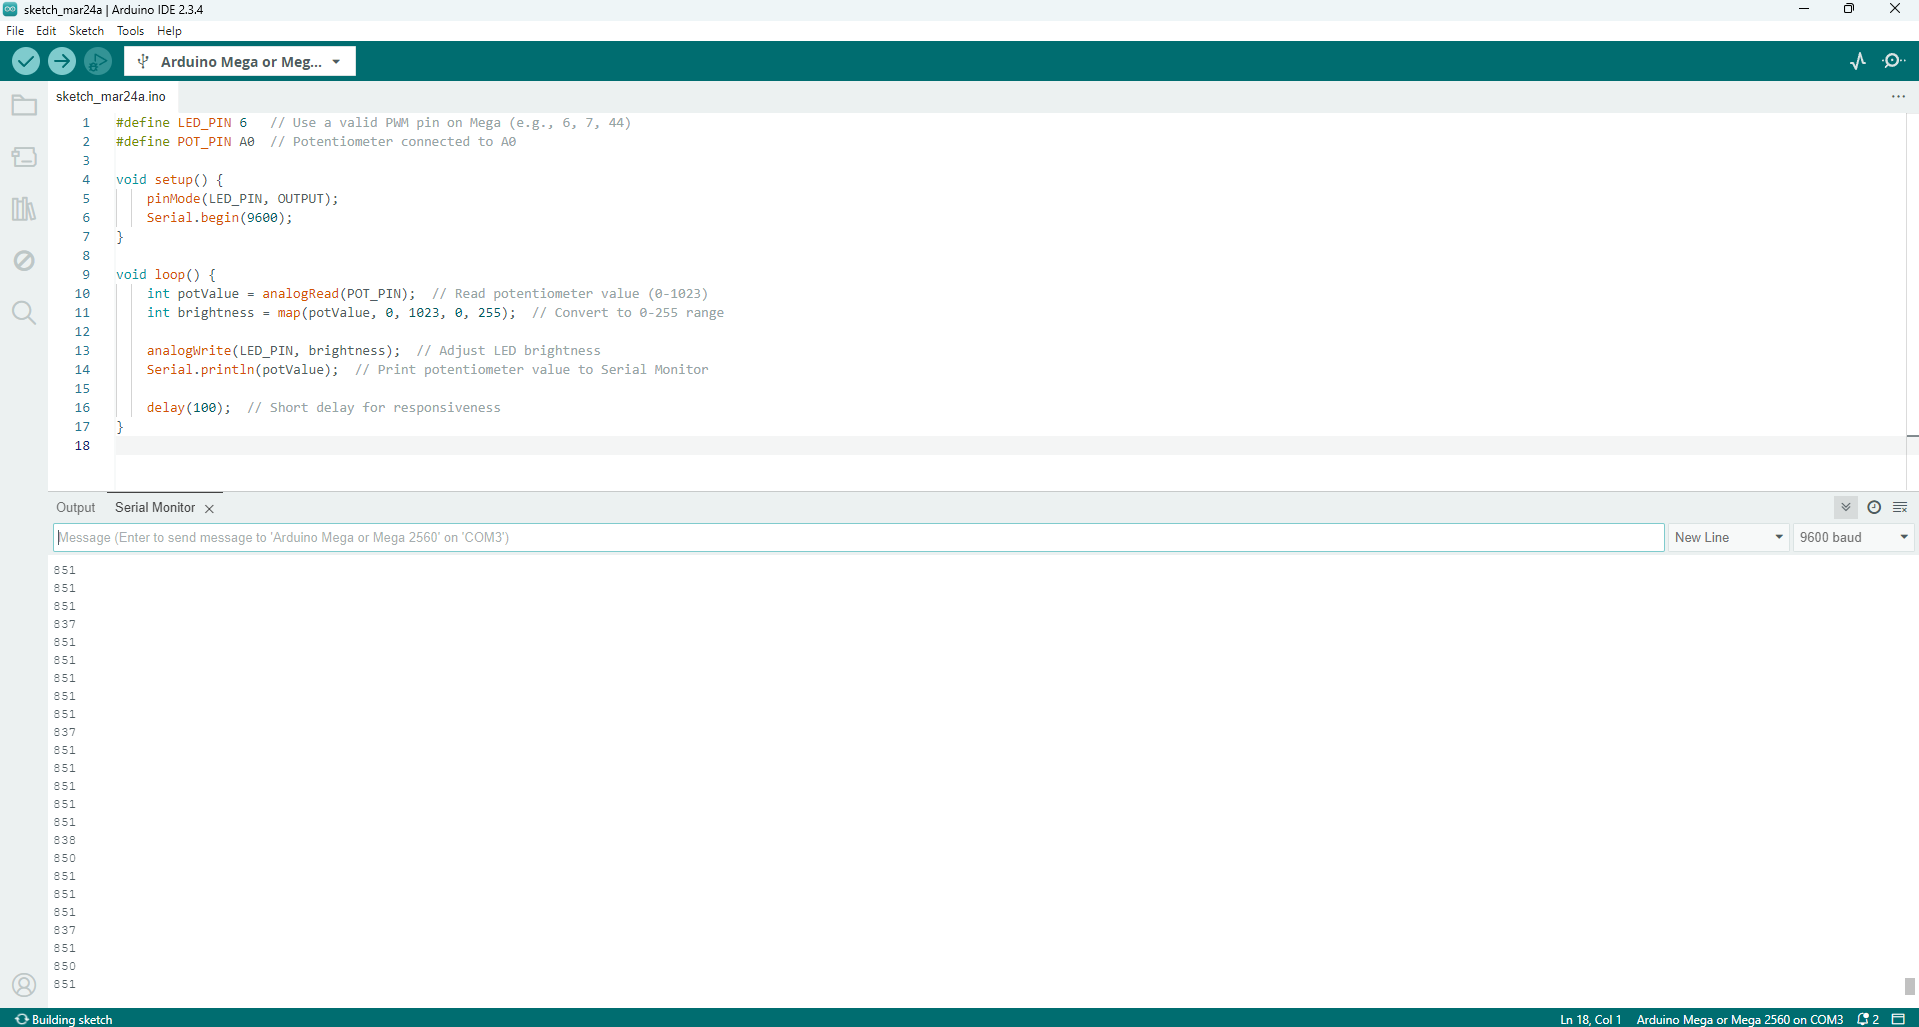 sketch_mar24a | Arduino IDE 2.3.4
File Edit Sketch Tools Help
Arduino Mega or Meg...
sketch_mar24a.ino
1 #define LED_PIN 6   // Use a valid PWM pin on Mega (e.g., 6, 7, 44)
2 #define POT_PIN A0  // Potentiometer connected to A0
3
4 void setup() {
5     pinMode(LED_PIN, OUTPUT);
6     Serial.begin(9600);
7 }
8
9 void loop() {
10     int potValue = analogRead(POT_PIN);  // Read potentiometer value (0-1023)
11     int brightness = map(potValue, 0, 1023, 0, 255);  // Convert to 0-255 range
12
13     analogWrite(LED_PIN, brightness);  // Adjust LED brightness
14     Serial.println(potValue);  // Print potentiometer value to Serial Monitor
15
16     delay(100);  // Short delay for responsiveness
17 }
18
Output Serial Monitor
Message (Enter to send message to 'Arduino Mega or Mega 2560' on 'COM3') New Line 9600 baud
851
851
851
837
851
851
851
851
851
837
851
851
851
851
851
838
850
851
851
851
837
851
850
851
Building sketch Ln 18, Col 1 Arduino Mega or Mega 2560 on COM3 2